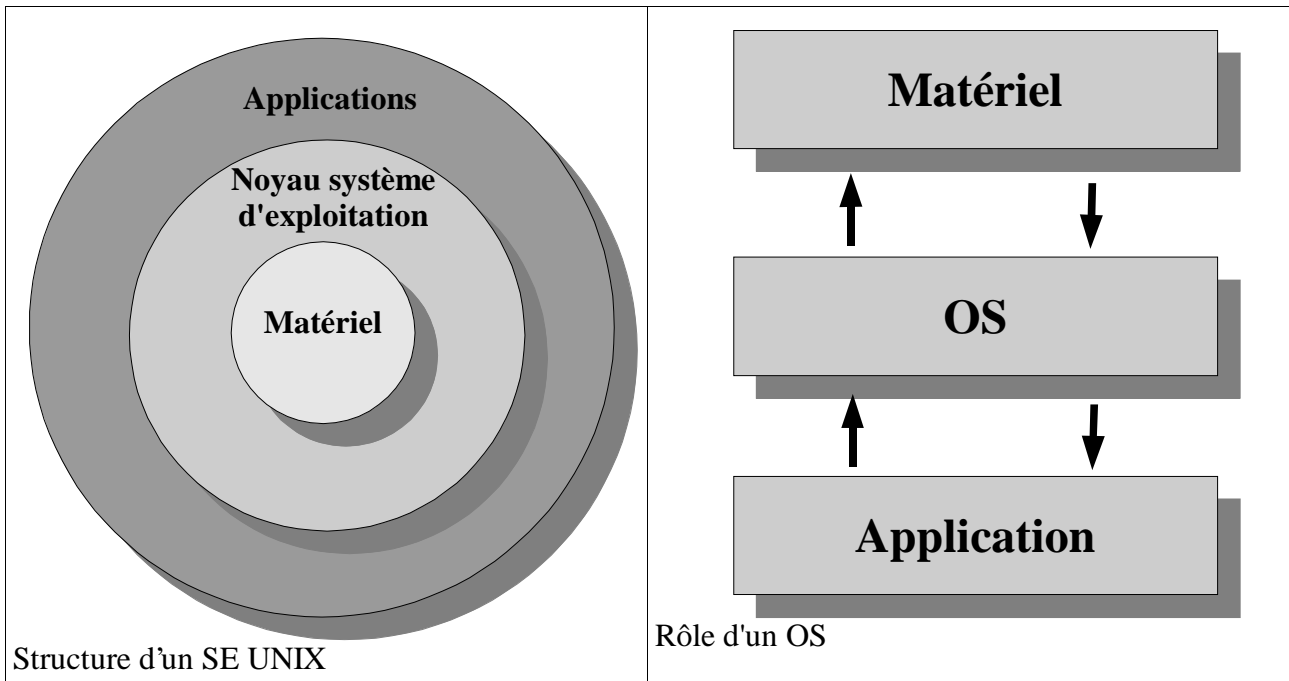 Applications
Noyau système
d'exploitation
Matériel
Structure d'un SE UNIX
Matériel
OS
Application
Rôle d'un OS